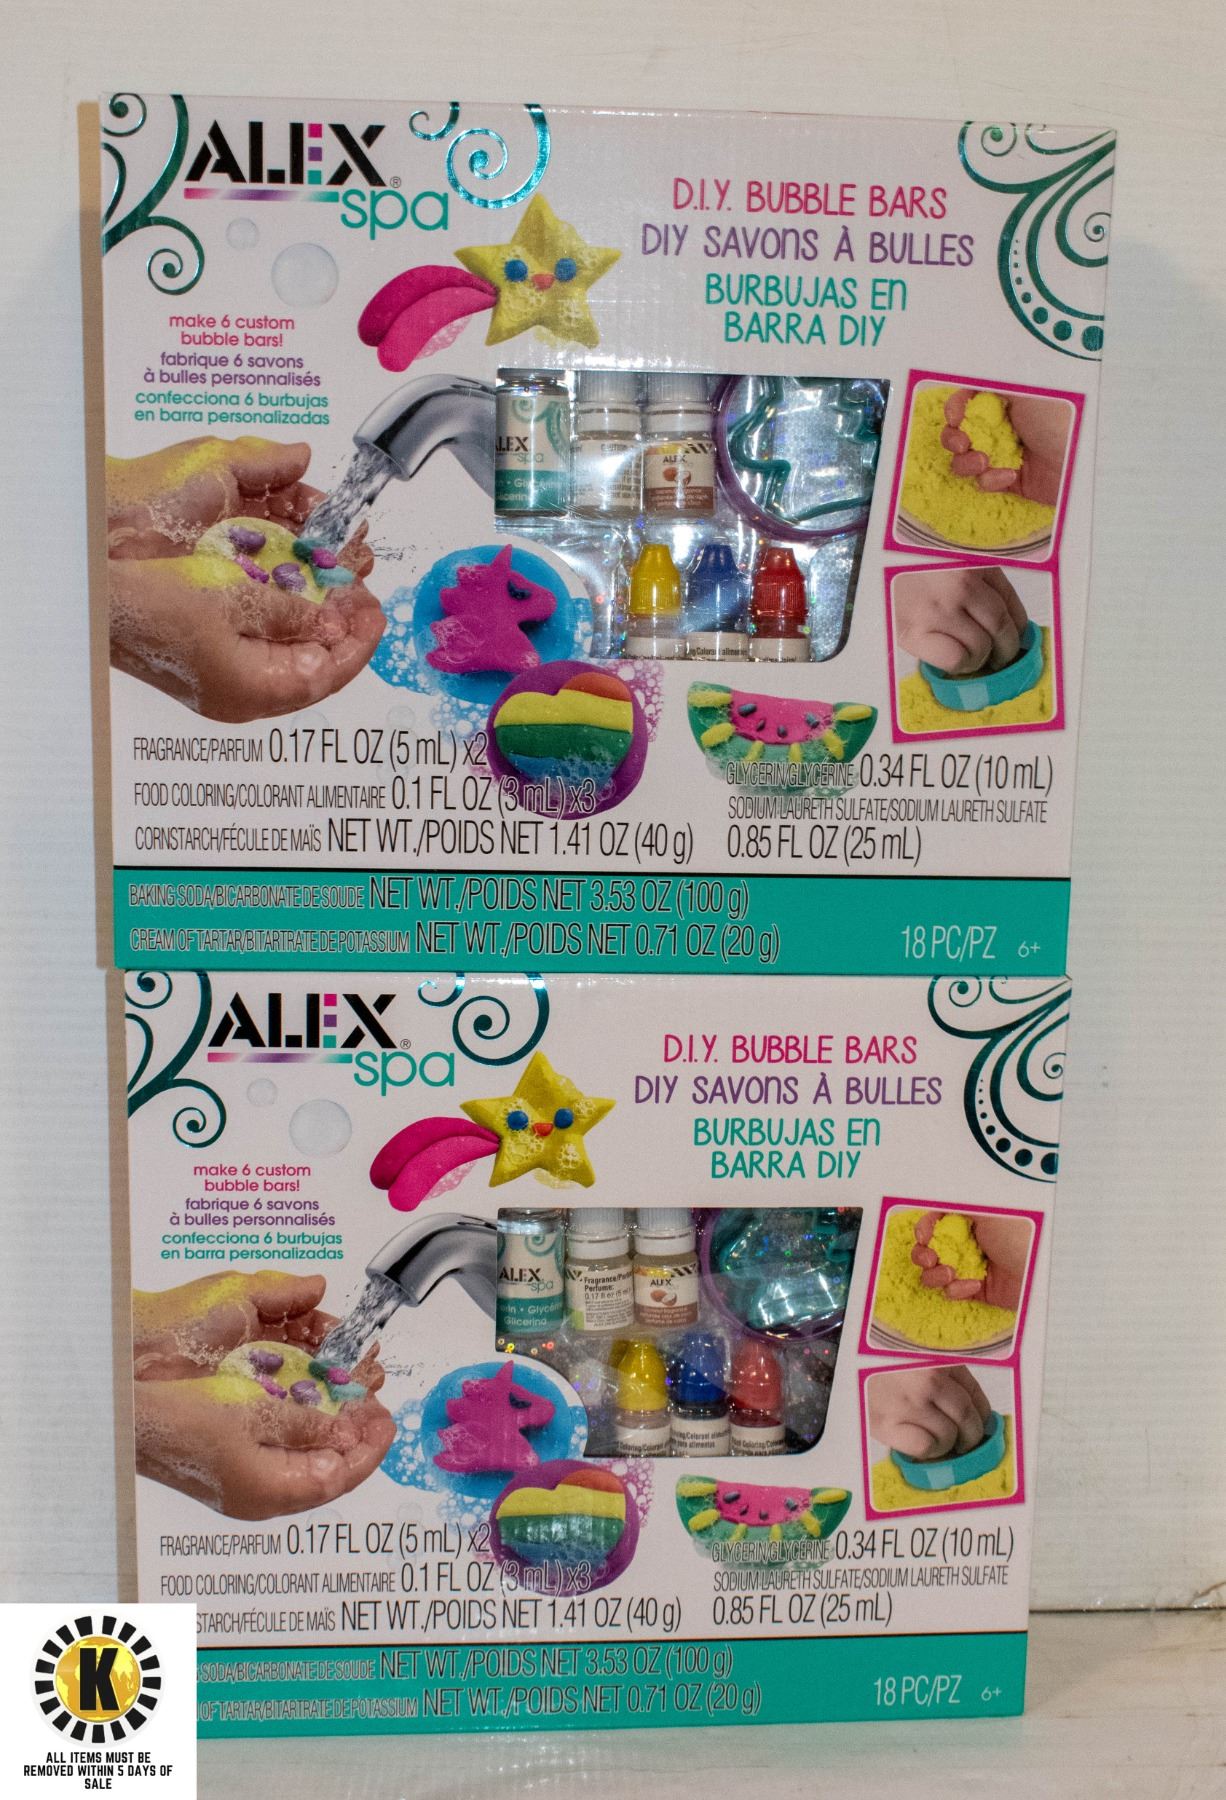 ALEX®
spa
D.I.Y. BUBBLE BARS
DIY SAVONS À BULLES
BURBUJAS EN
BARRA DIY
make 6 custom
bubble bars!
fabrique 6 savons
à bulles personnalisés
confecciona 6 burbujas
en barra personalizadas
ALEX
spa
ALEX
FRAGRANCE/PARFUM 0.17 FL OZ (5 mL) x2
FOOD COLORING/COLORANT ALIMENTAIRE 0.1 FL OZ (3 mL) x3
CORNSTARCH/FÉCULE DE MAÏS NET WT./POIDS NET 1.41 OZ (40 g)
GLYCERIN/GLYCÉRINE 0.34 FL OZ (10 mL)
SODIUM LAURETH SULFATE/SODIUM LAURETH SULFATE
0.85 FL OZ (25 mL)
BAKING SODA/BICARBONATE DE SOUDE NET WT./POIDS NET 3.53 OZ (100 g)
CREAM OF TARTAR/BITARTRATE DE POTASSIUM NET WT./POIDS NET 0.71 OZ (20 g)
18 PC/PZ 6+
ALEX®
spa
D.I.Y. BUBBLE BARS
DIY SAVONS À BULLES
BURBUJAS EN
BARRA DIY
make 6 custom
bubble bars!
fabrique 6 savons
à bulles personnalisés
confecciona 6 burbujas
en barra personalizadas
ALEX
spa
Glicerina
Perfume:
ALEX
FRAGRANCE/PARFUM 0.17 FL OZ (5 mL) x2
FOOD COLORING/COLORANT ALIMENTAIRE 0.1 FL OZ (3 mL) x3
STARCH/FÉCULE DE MAÏS NET WT./POIDS NET 1.41 OZ (40 g)
GLYCERIN/GLYCÉRINE 0.34 FL OZ (10 mL)
SODIUM LAURETH SULFATE/SODIUM LAURETH SULFATE
0.85 FL OZ (25 mL)
SODA/BICARBONATE DE SOUDE NET WT./POIDS NET 3.53 OZ (100 g)
OF TARTAR/BITARTRATE DE POTASSIUM NET WT./POIDS NET 0.71 OZ (20 g)
18 PC/PZ 6+
K
ALL ITEMS MUST BE
REMOVED WITHIN 5 DAYS OF
SALE